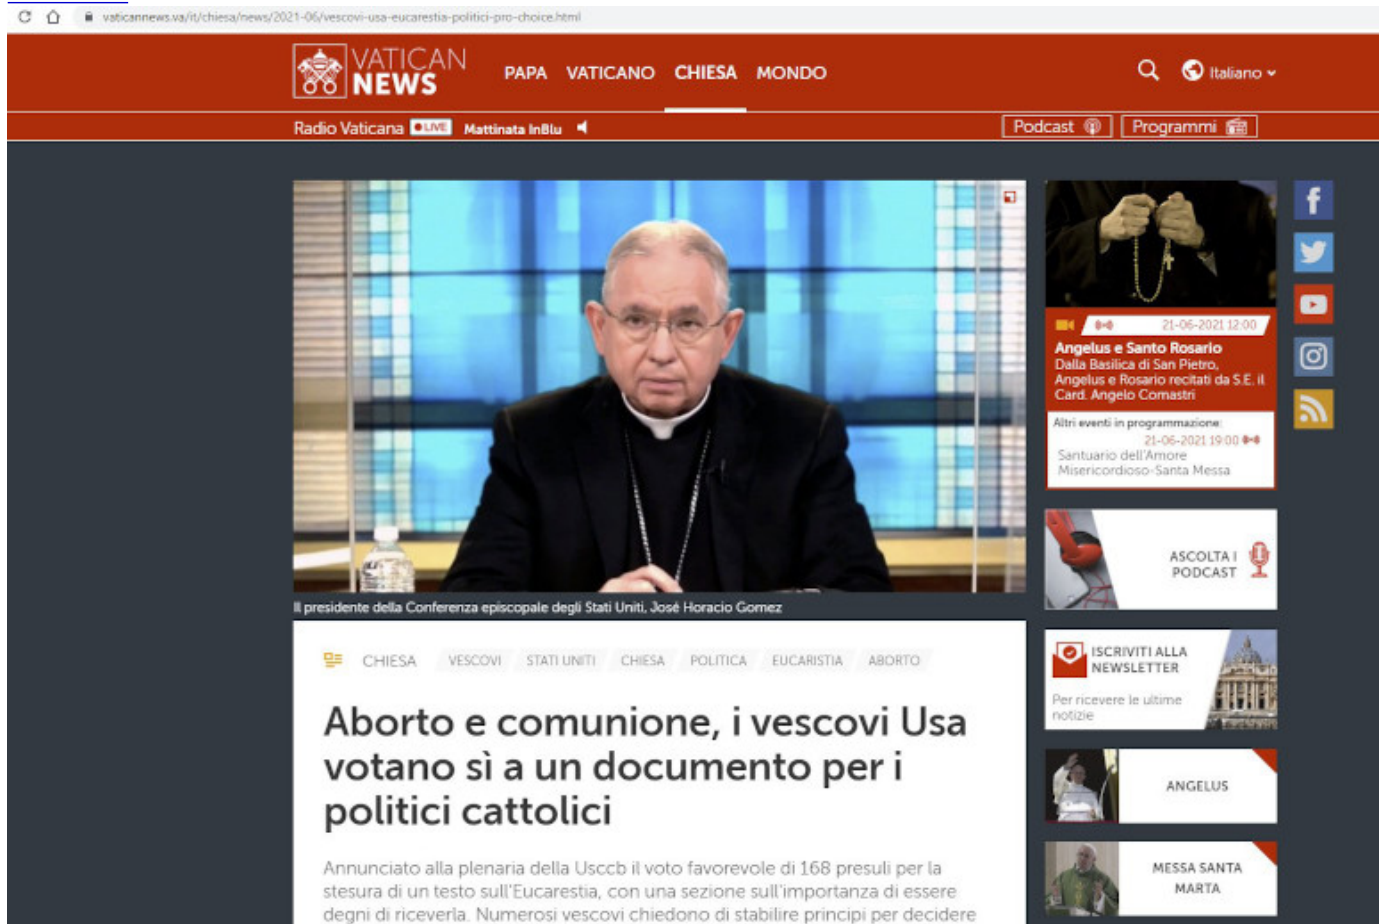 vaticannews.va/it/chiesa/news/2021-06/vescovi-usa-eucarestia-politici-pro-choice.html
VATICAN
NEWS
PAPA VATICANO CHIESA MONDO
Italiano
Radio Vaticana LIVE Mattinata InBlu
Podcast
Programmi
Il presidente della Conferenza episcopale degli Stati Uniti, José Horacio Gomez
CHIESA VESCOVI STATI UNITI CHIESA POLITICA EUCARISTIA ABORTO
Aborto e comunione, i vescovi Usa
votano sì a un documento per i
politici cattolici
Annunciato alla plenaria della Usccb il voto favorevole di 168 presuli per la
stesura di un testo sull'Eucarestia, con una sezione sull'importanza di essere
degni di riceverla. Numerosi vescovi chiedono di stabilire principi per decidere
21-06-2021 12:00
Angelus e Santo Rosario
Dalla Basilica di San Pietro,
Angelus e Rosario recitati da S.E. il
Card. Angelo Comastri
Altri eventi in programmazione:
21-06-2021 19:00
Santuario dell'Amore
Misericordioso-Santa Messa
ASCOLTA I
PODCAST
ISCRIVITI ALLA
NEWSLETTER
Per ricevere le ultime
notizie
ANGELUS
MESSA SANTA
MARTA